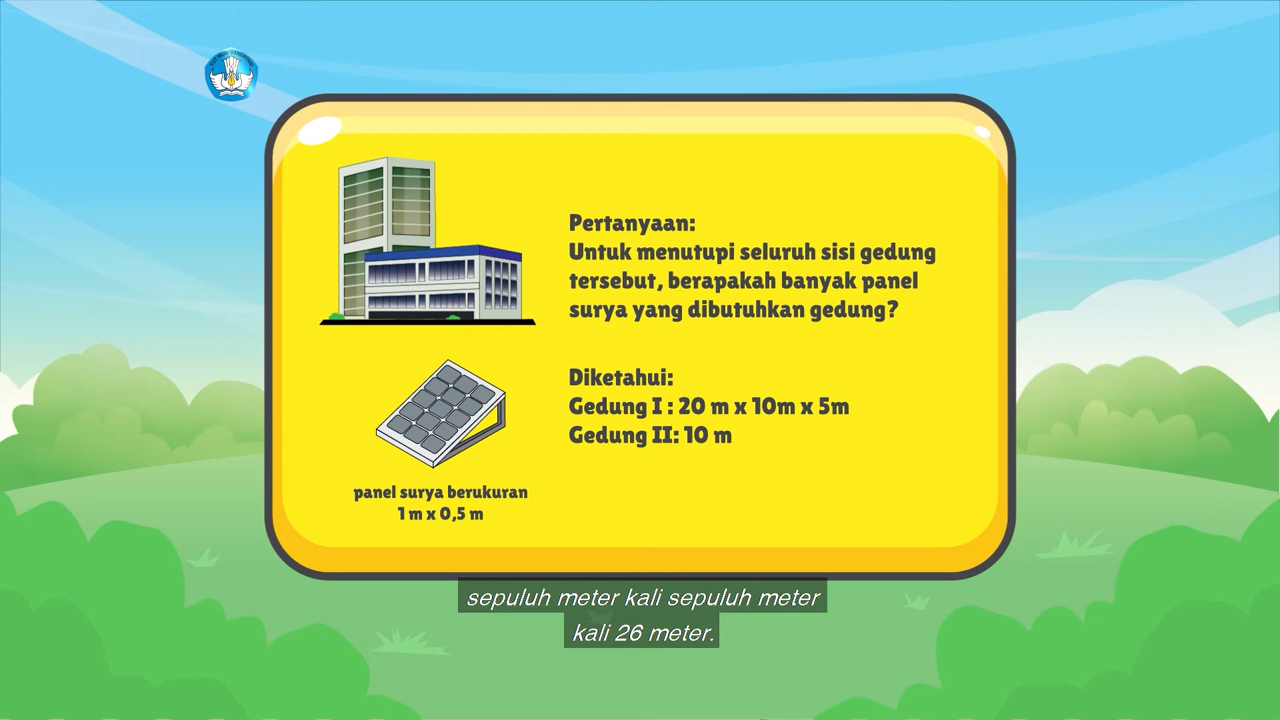 Pertanyaan:
Untuk menutupi seluruh sisi gedung
tersebut, berapakah banyak panel
surya yang dibutuhkan gedung?
Diketahui:
Gedung I : 20 m x 10m x 5m
Gedung II: 10 m
panel surya berukuran
1 m x 0,5 m
sepuluh meter kali sepuluh meter
kali 26 meter.